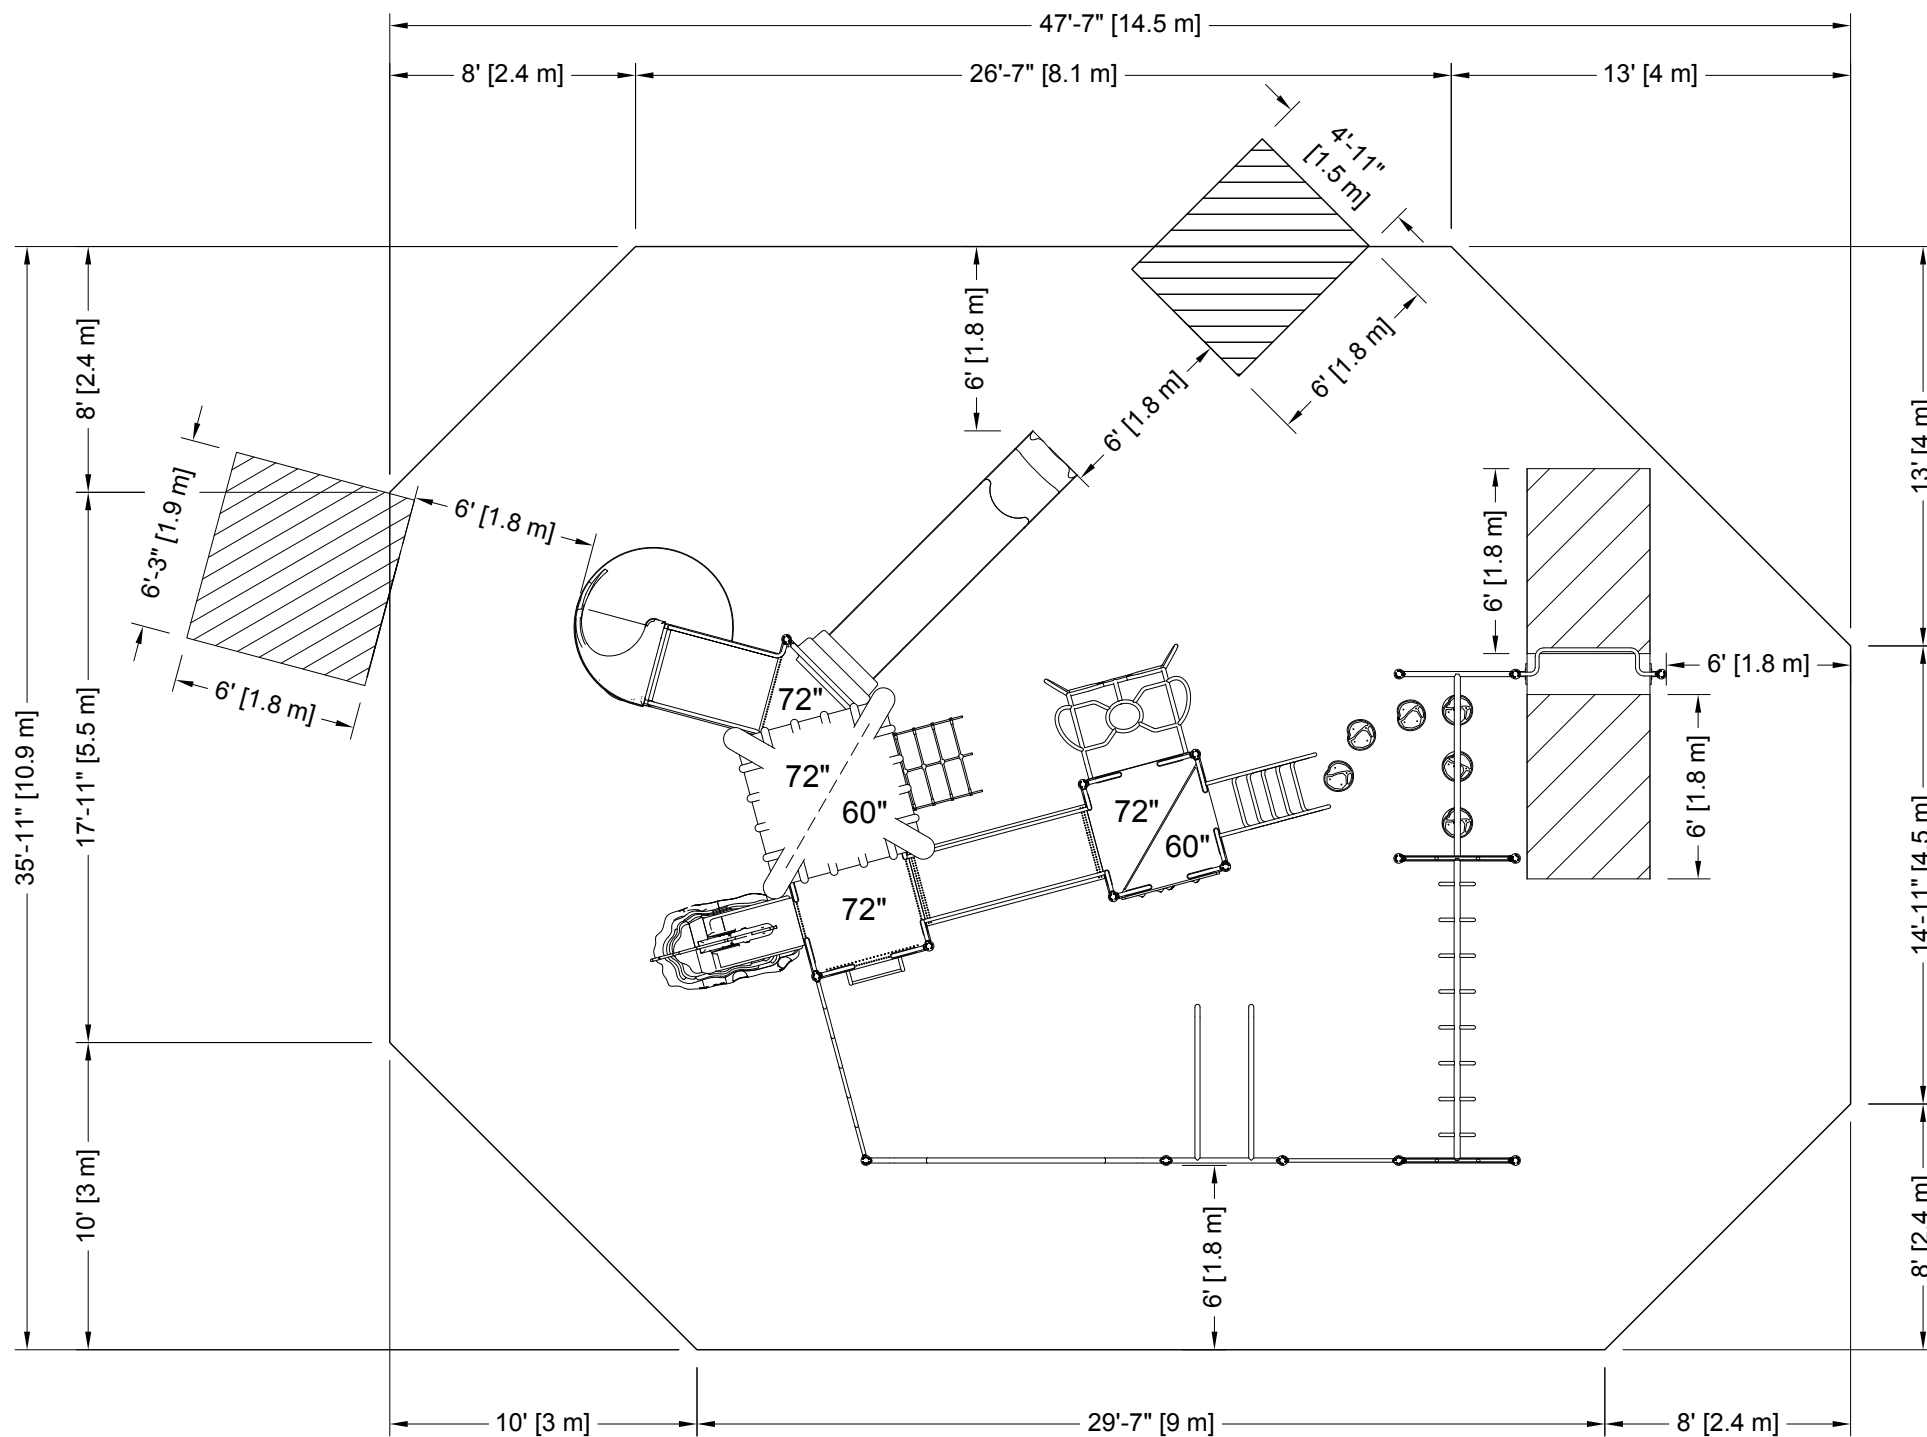 47'-7" [14.5 m]
8' [2.4 m]
26'-7" [8.1 m]
13' [4 m]
4'-11"
[1.5 m]
6' [1.8 m]
6' [1.8 m]
6' [1.8 m]
8' [2.4 m]
13' [4 m]
6' [1.8 m]
6'-3" [1.9 m]
6' [1.8 m]
6' [1.8 m]
6' [1.8 m]
72"
72"
60"
72"
60"
72"
6' [1.8 m]
35'-11" [10.9 m]
17'-11" [5.5 m]
14'-11" [4.5 m]
10' [3 m]
6' [1.8 m]
8' [2.4 m]
10' [3 m]
29'-7" [9 m]
8' [2.4 m]